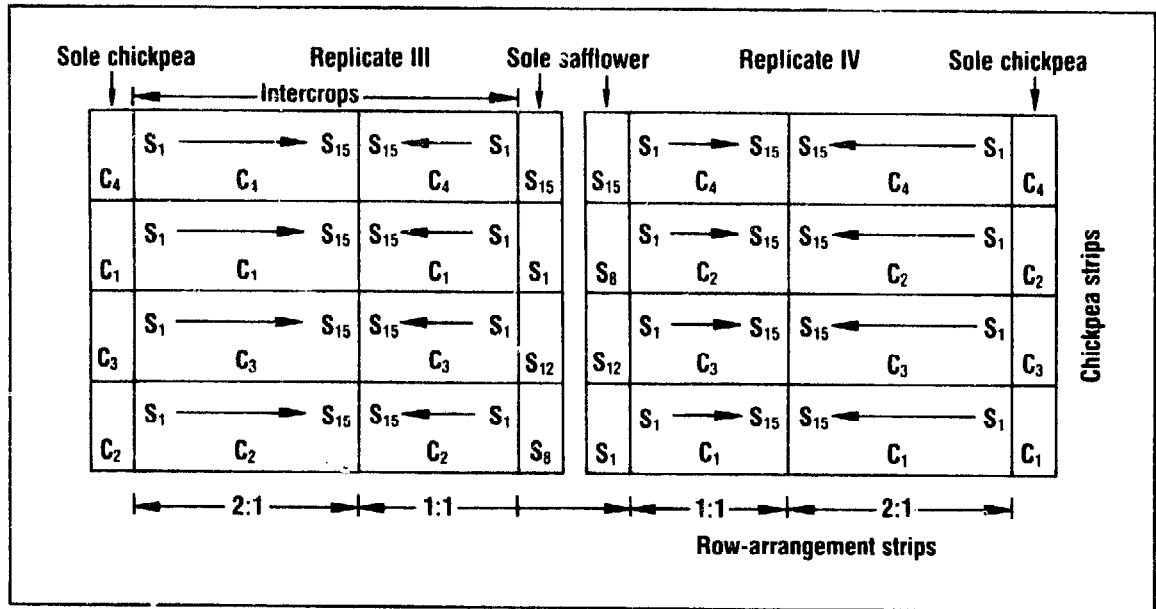 Sole chickpea Replicate III Sole safflower Replicate IV Sole chickpea
Intercrops
S₁ S₁₅ S₁₅ S₁ S₁ S₁₅ S₁₅ S₁
C₄ C₄ C₄ S₁₅ S₁₅ C₄ C₄ C₄
S₁ S₁₅ S₁₅ S₁ S₁ S₁₅ S₁₅ S₁
C₁ C₁ C₁ S₁ S₈ C₂ C₂ C₂
S₁ S₁₅ S₁₅ S₁ S₁ S₁₅ S₁₅ S₁
C₃ C₃ C₃ S₁₂ S₁₂ C₃ C₃ C₃
S₁ S₁₅ S₁₅ S₁ S₁ S₁₅ S₁₅ S₁
C₂ C₂ C₂ S₈ S₁ C₁ C₁ C₁
Chickpea strips
2:1 1:1 1:1 2:1
Row-arrangement strips